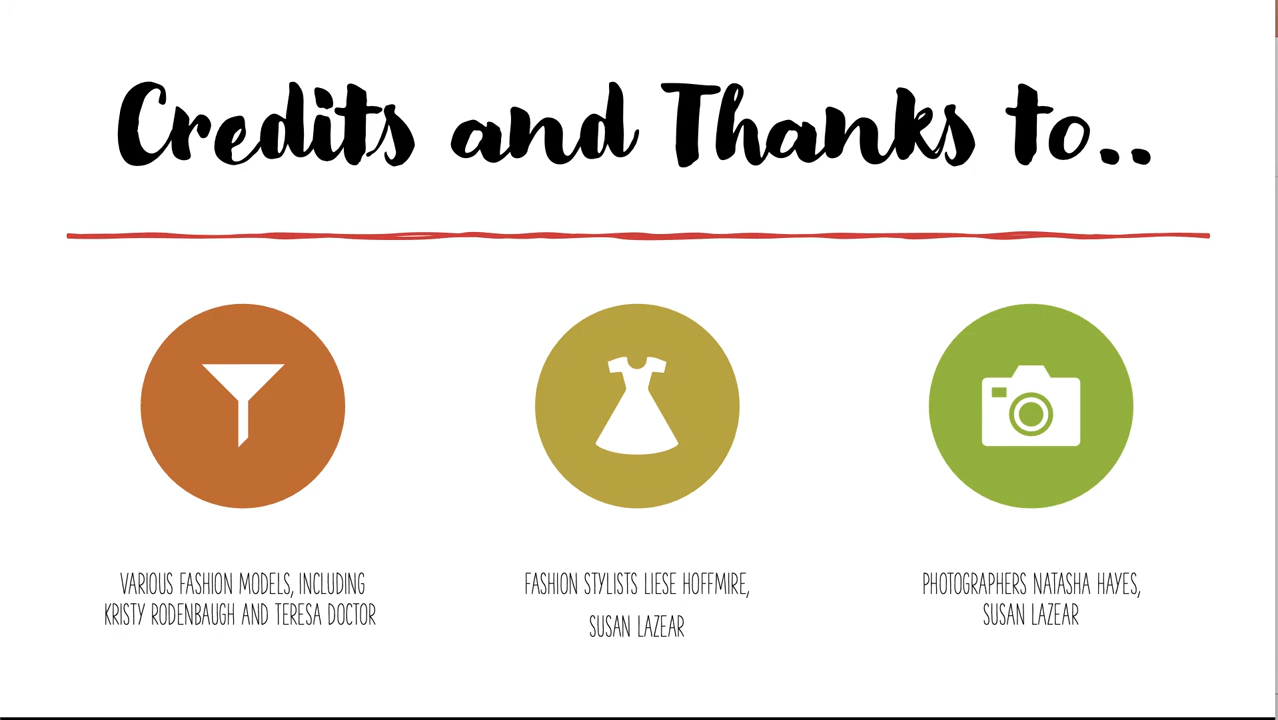 Credits and Thanks to..
VARIOUS FASHION MODELS, INCLUDING
KRISTY RODENBAUGH AND TERESA DOCTOR
FASHION STYLISTS LIESE HOFFMIRE,
SUSAN LAZEAR
PHOTOGRAPHERS NATASHA HAYES,
SUSAN LAZEAR